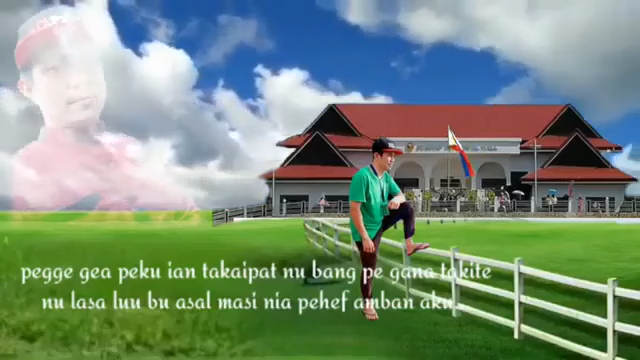 pegge gea peku ian takaipat nu bang pe gana takite
nu lasa luu bu asal masi nia pehef amban aku